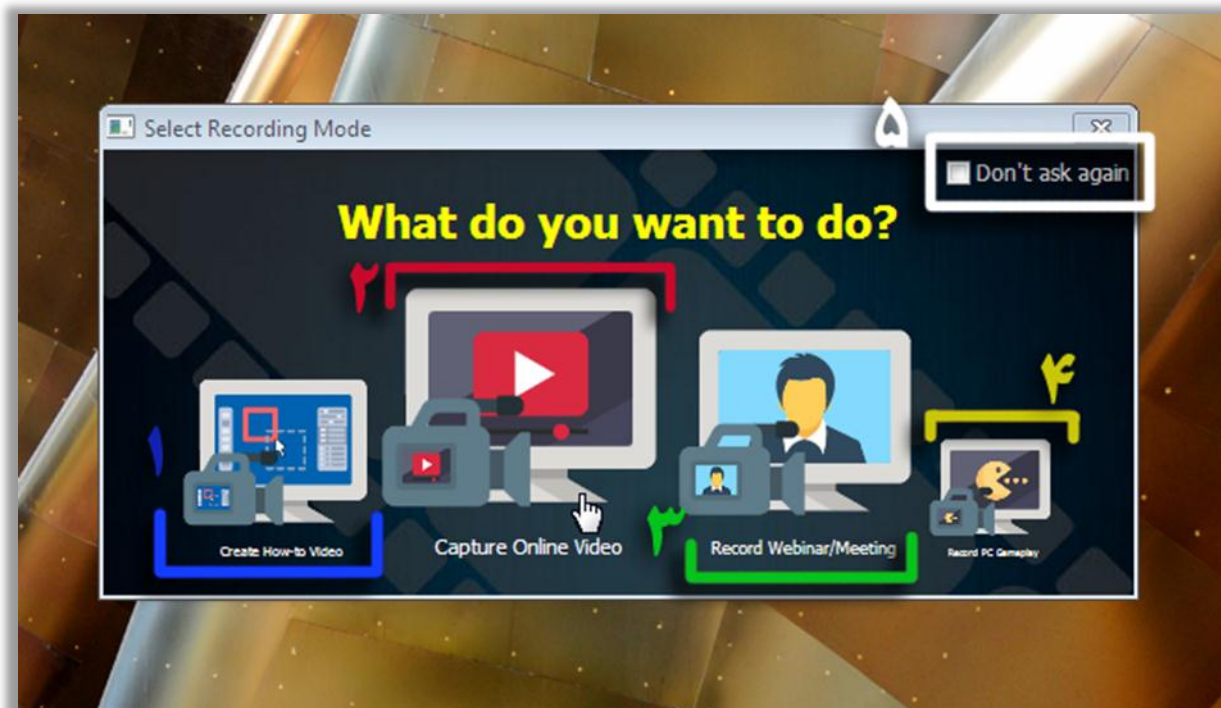 Select Recording Mode
۵
Don't ask again
What do you want to do?
۲
۴
۱
۳
Create How-to Video
Capture Online Video
Record Webinar/Meeting
Record PC Gameplay